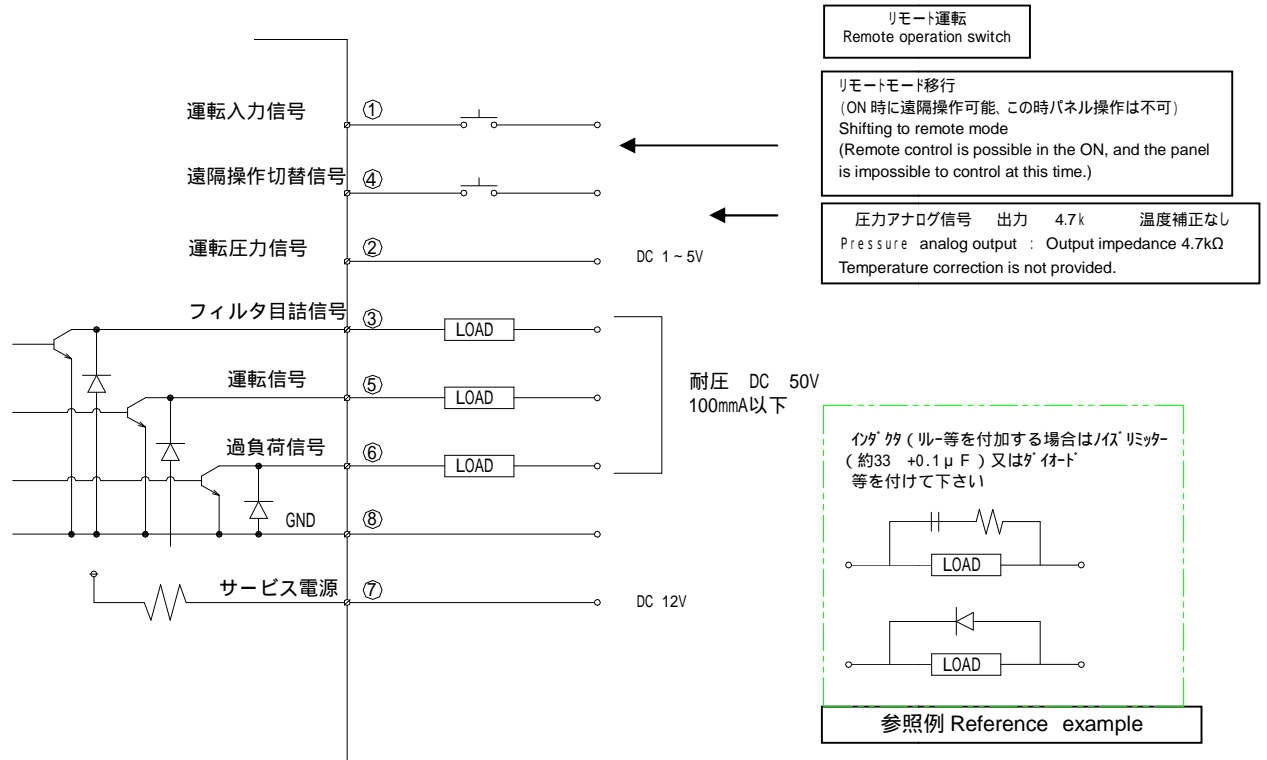 リモート運転
Remote operation switch
リモートモード移行
(ON 時に遠隔操作可能、この時パネル操作は不可)
Shifting to remote mode
(Remote control is possible in the ON, and the panel
is impossible to control at this time.)
圧力アナログ信号 出力 4.7k 温度補正なし
Pressure analog output : Output impedance 4.7kΩ
Temperature correction is not provided.
運転入力信号 ①
遠隔操作切替信号 ④
運転圧力信号 ② DC 1~5V
フィルタ目詰信号 ③ LOAD
運転信号 ⑤ LOAD
過負荷信号 ⑥ LOAD
耐圧 DC 50V
100mmA以下
GND ⑧
サービス電源 ⑦ DC 12V
インダクタ(リレー等を付加する場合はノイズリミッター
(約33 +0.1μF)又はダイオード
等を付けて下さい
LOAD
LOAD
参照例 Reference example